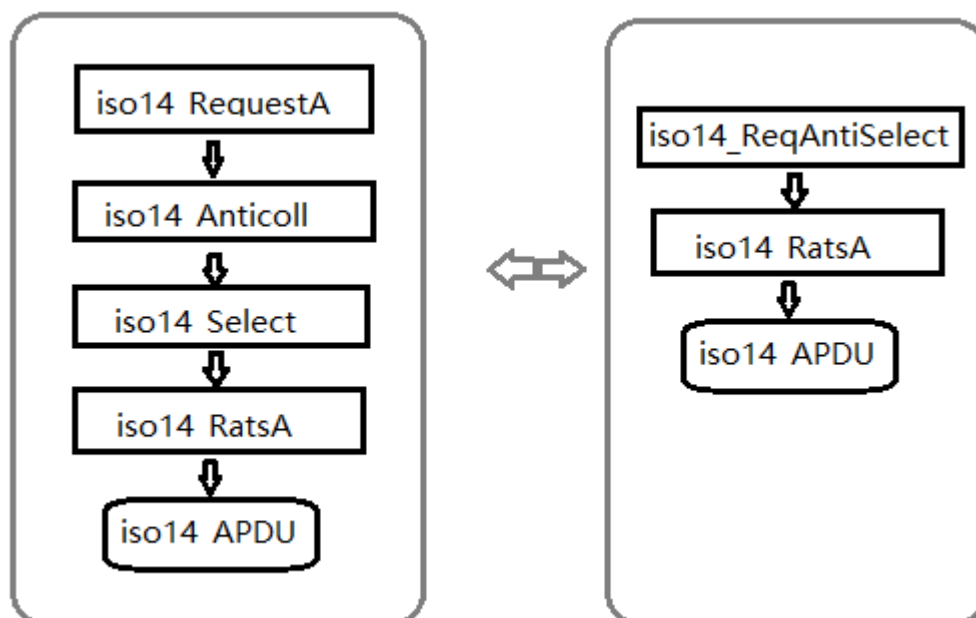 iso14 RequestA
iso14 Anticoll
iso14 Select
iso14 RatsA
iso14 APDU
iso14_ReqAntiSelect
iso14 RatsA
iso14 APDU